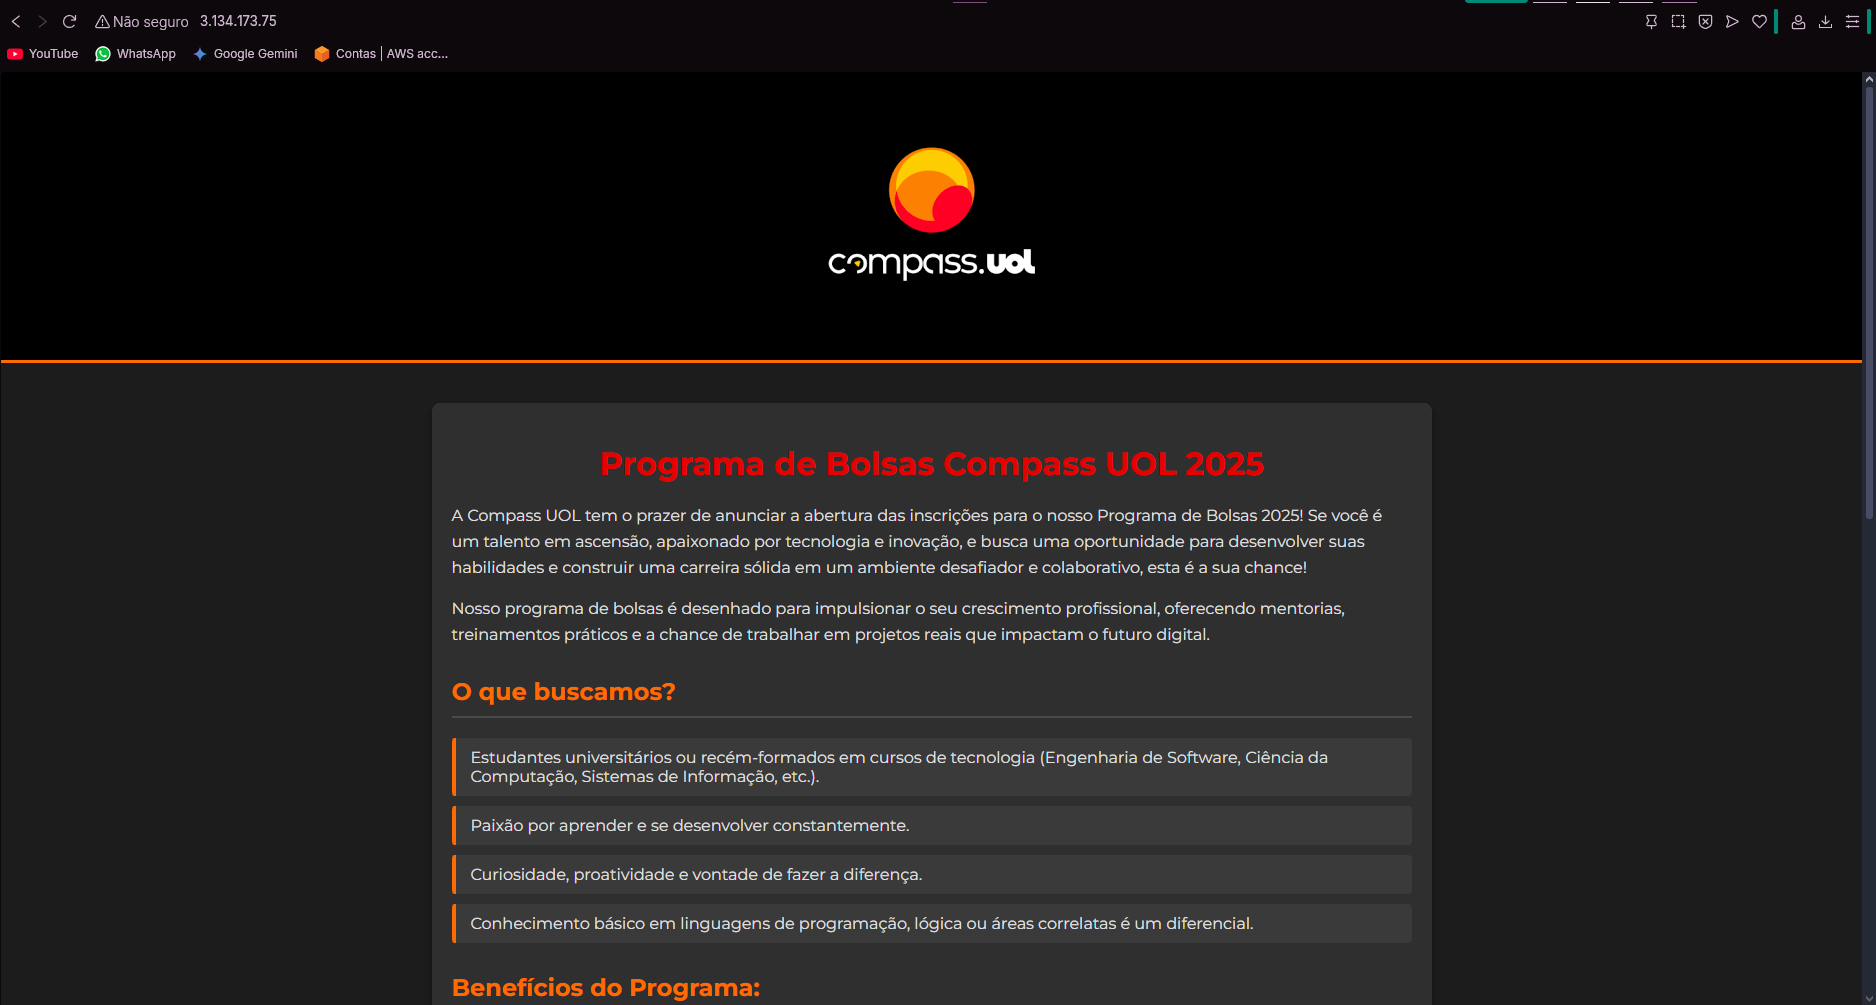 Não seguro 3.134.173.75
YouTube WhatsApp Google Gemini Contas | AWS acc...
compass.uol
Programa de Bolsas Compass UOL 2025
A Compass UOL tem o prazer de anunciar a abertura das inscrições para o nosso Programa de Bolsas 2025! Se você é
um talento em ascensão, apaixonado por tecnologia e inovação, e busca uma oportunidade para desenvolver suas
habilidades e construir uma carreira sólida em um ambiente desafiador e colaborativo, esta é a sua chance!
Nosso programa de bolsas é desenhado para impulsionar o seu crescimento profissional, oferecendo mentorias,
treinamentos práticos e a chance de trabalhar em projetos reais que impactam o futuro digital.
O que buscamos?
Estudantes universitários ou recém-formados em cursos de tecnologia (Engenharia de Software, Ciência da
Computação, Sistemas de Informação, etc.).
Paixão por aprender e se desenvolver constantemente.
Curiosidade, proatividade e vontade de fazer a diferença.
Conhecimento básico em linguagens de programação, lógica ou áreas correlatas é um diferencial.
Benefícios do Programa: